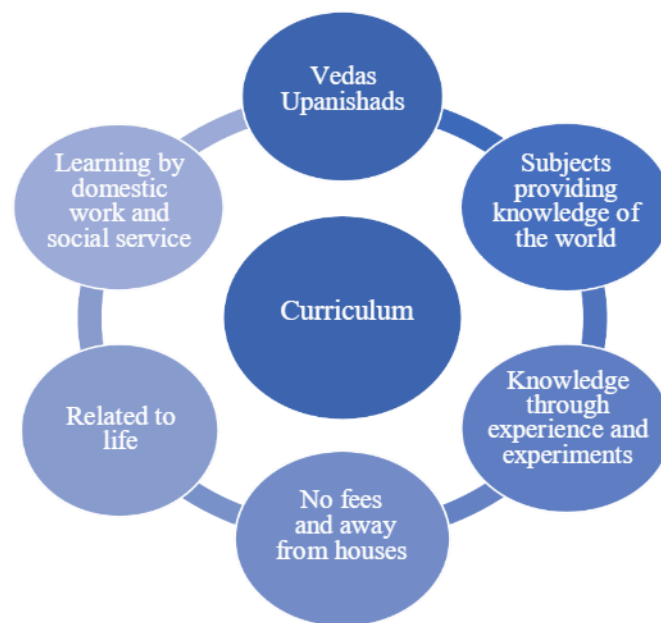 Vedas
Upanishads
Subjects
providing
knowledge of
the world
Knowledge
through
experience and
experiments
No fees
and away
from houses
Related to
life
Learning by
domestic
work and
social service
Curriculum